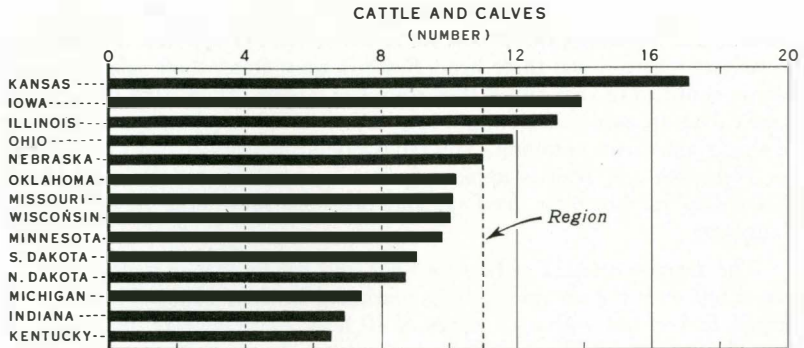 CATTLE AND CALVES
(NUMBER)
0 4 8 12 16 20
KANSAS
IOWA
ILLINOIS
OHIO
NEBRASKA
OKLAHOMA
MISSOURI
WISCONSIN
Region
MINNESOTA
S. DAKOTA
N. DAKOTA
MICHIGAN
INDIANA
KENTUCKY